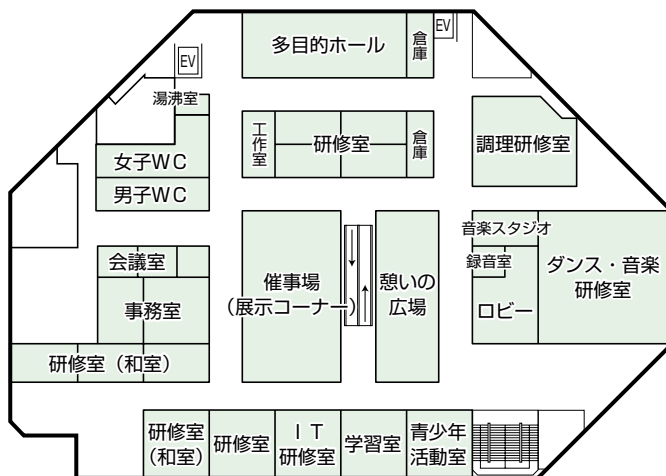 多目的ホール
倉庫
EV
EV
湯沸室
工作室
研修室
倉庫
調理研修室
女子WC
男子WC
音楽スタジオ
録音室
ロビー
ダンス・音楽
研修室
会議室
事務室
催事場
(展示コーナー)
憩いの
広場
研修室(和室)
研修室
(和室)
研修室
IT
研修室
学習室
青少年
活動室